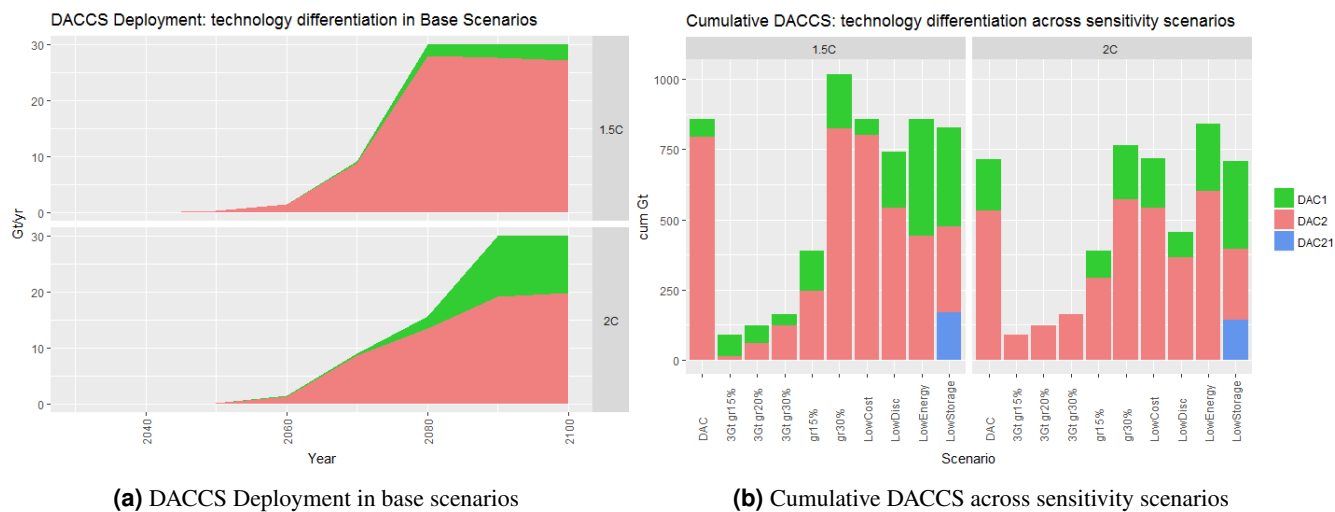 DACCS Deployment: technology differentiation in Base Scenarios
30
20
10
0
1.5C
30
20
10
0
2C
Gt/yr
2040
2060
2080
2100
Year
(a) DACCS Deployment in base scenarios
Cumulative DACCS: technology differentiation across sensitivity scenarios
1.5C
2C
1000
750
500
250
0
cum Gt
DAC
3Gt gr15%
3Gt gr20%
3Gt gr30%
gr15%
gr30%
LowCost
LowDisc
LowEnergy
LowStorage
DAC
3Gt gr15%
3Gt gr20%
3Gt gr30%
gr15%
gr30%
LowCost
LowDisc
LowEnergy
LowStorage
Scenario
DAC1
DAC2
DAC21
(b) Cumulative DACCS across sensitivity scenarios